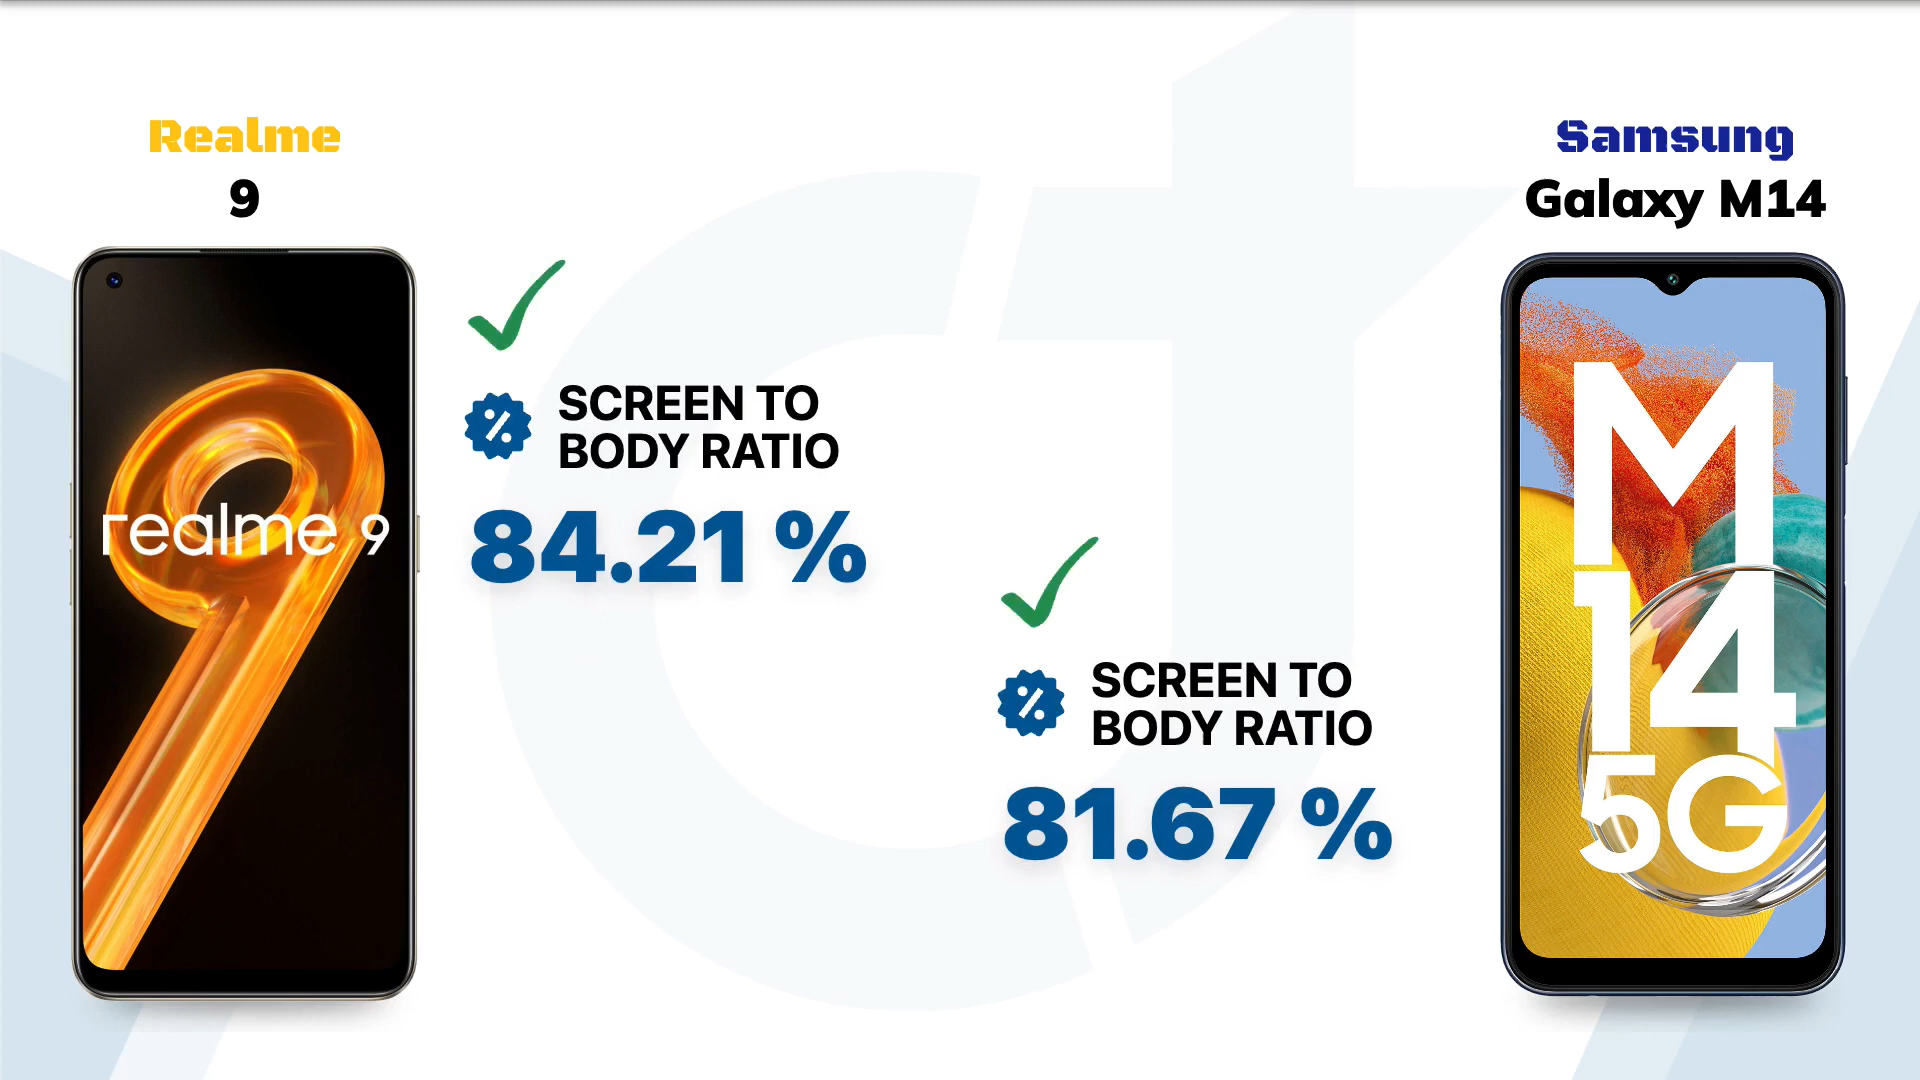 Realme
9
realme 9
SCREEN TO
BODY RATIO
84.21 %
SCREEN TO
BODY RATIO
81.67 %
Samsung
Galaxy M14
M
14
5G